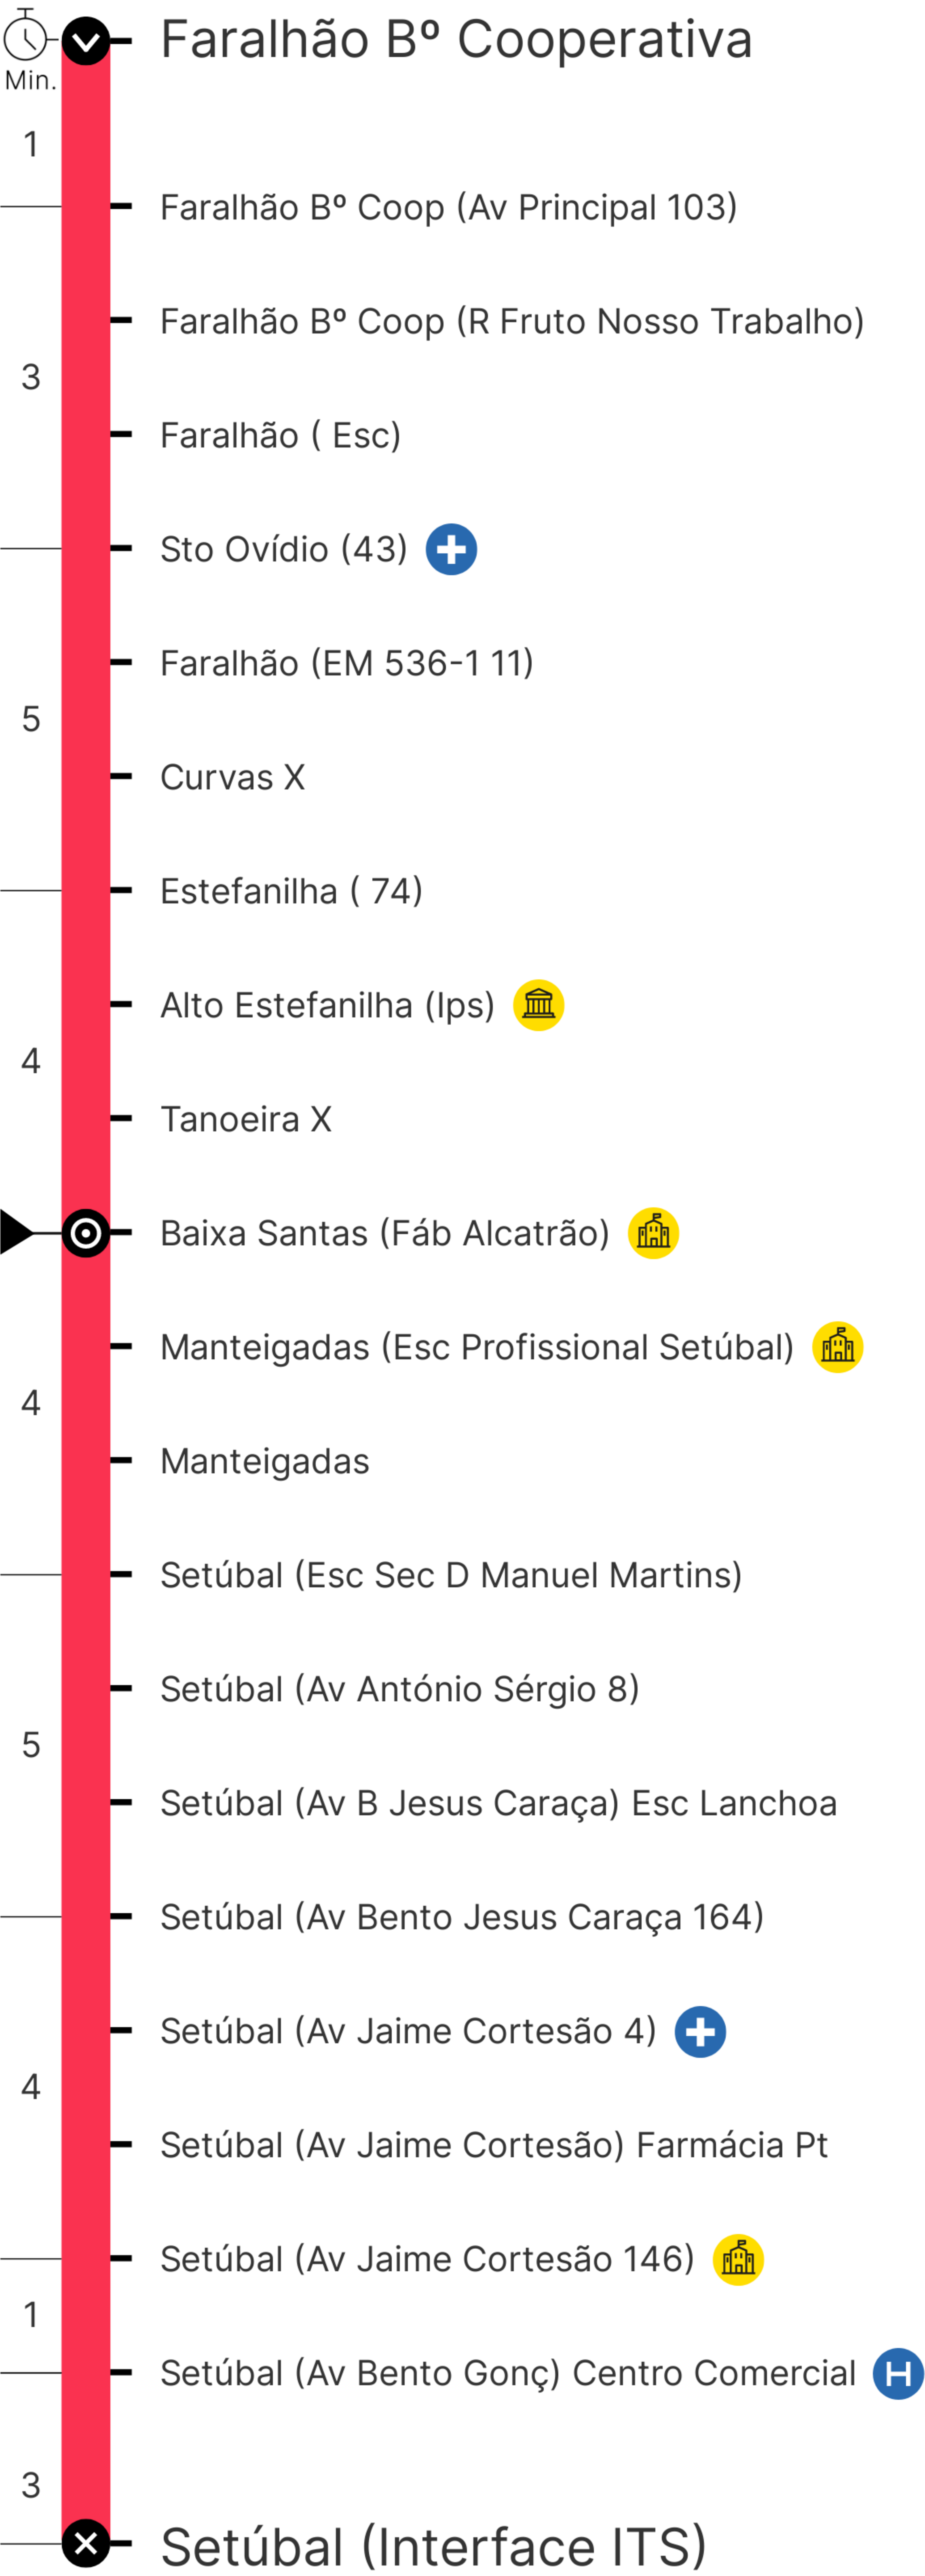 Faralhão Bº Cooperativa
Min.
1
Faralhão Bº Coop (Av Principal 103)
Faralhão Bº Coop (R Fruto Nosso Trabalho)
3
Faralhão ( Esc)
Sto Ovídio (43)
Faralhão (EM 536-1 11)
5
Curvas X
Estefanilha ( 74)
Alto Estefanilha (Ips)
4
Tanoeira X
Baixa Santas (Fáb Alcatrão)
Manteigadas (Esc Profissional Setúbal)
4
Manteigadas
Setúbal (Esc Sec D Manuel Martins)
Setúbal (Av António Sérgio 8)
5
Setúbal (Av B Jesus Caraça) Esc Lanchoa
Setúbal (Av Bento Jesus Caraça 164)
Setúbal (Av Jaime Cortesão 4)
4
Setúbal (Av Jaime Cortesão) Farmácia Pt
Setúbal (Av Jaime Cortesão 146)
1
Setúbal (Av Bento Gonç) Centro Comercial H
3
Setúbal (Interface ITS)